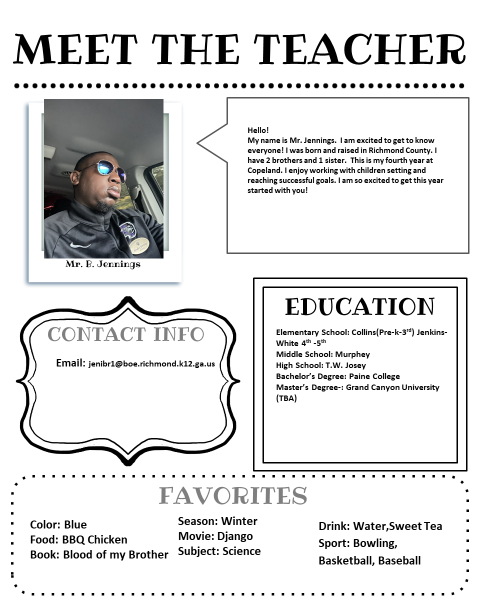 MEET THE TEACHER
Hello!
My name is Mr. Jennings. I am excited to get to know
everyone! I was born and raised in Richmond County. I
have 2 brothers and 1 sister. This is my fourth year at
Copeland. I enjoy working with children setting and
reaching successful goals. I am so excited to get this year
started with you!
Mr. B. Jennings
CONTACT INFO
Email: jenibr1@boe.richmond.k12.ga.us
EDUCATION
Elementary School: Collins(Pre-k-3rd) Jenkins-
White 4th -5th
Middle School: Murphey
High School: T.W. Josey
Bachelor's Degree: Paine College
Master's Degree-: Grand Canyon University
(TBA)
FAVORITES
Color: Blue
Food: BBQ Chicken
Book: Blood of my Brother
Season: Winter
Movie: Django
Subject: Science
Drink: Water,Sweet Tea
Sport: Bowling,
Basketball, Baseball